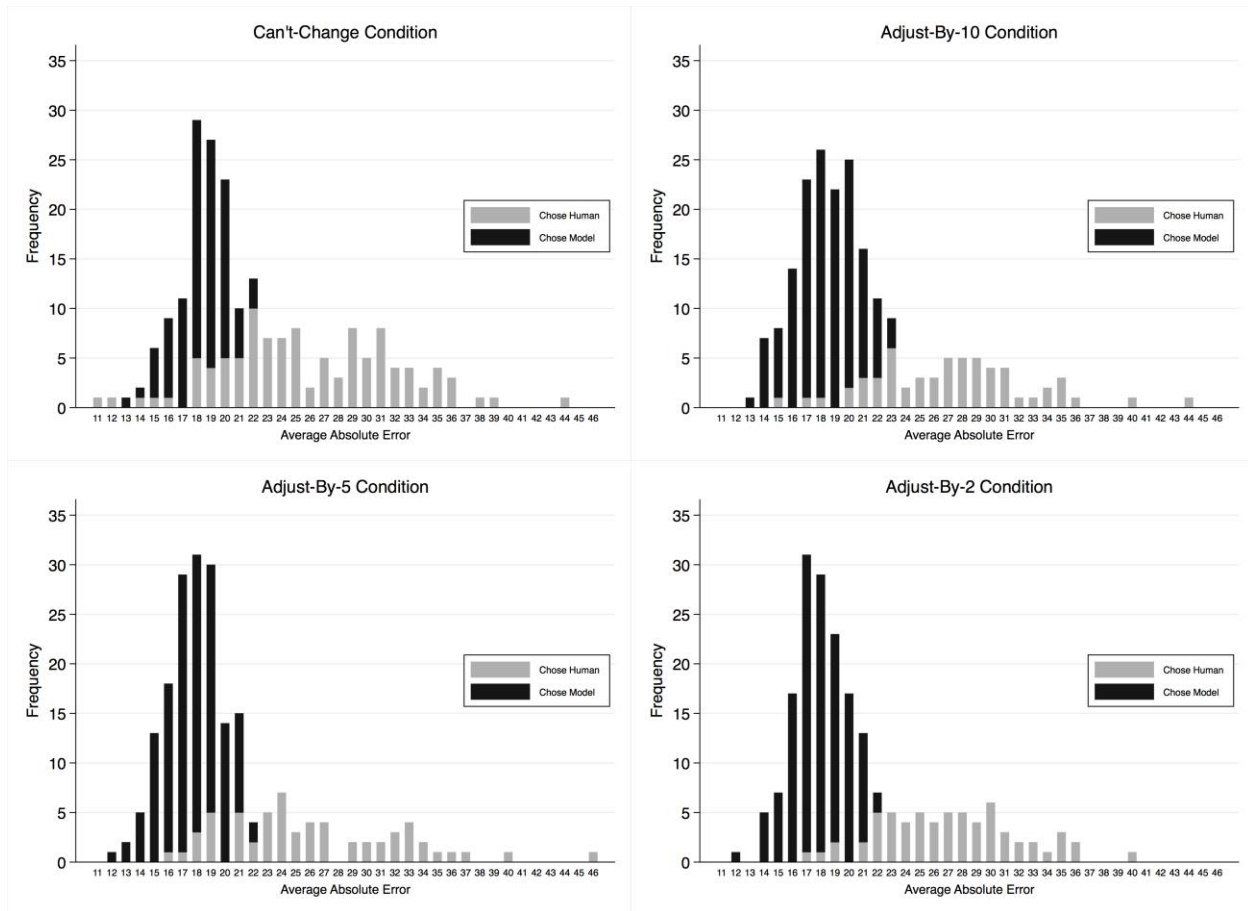 Can't-Change Condition
35
30
25
20
15
10
5
0
Frequency
Chose Human
Chose Model
11 12 13 14 15 16 17 18 19 20 21 22 23 24 25 26 27 28 29 30 31 32 33 34 35 36 37 38 39 40 41 42 43 44 45 46
Average Absolute Error
Adjust-By-10 Condition
35
30
25
20
15
10
5
0
Frequency
Chose Human
Chose Model
11 12 13 14 15 16 17 18 19 20 21 22 23 24 25 26 27 28 29 30 31 32 33 34 35 36 37 38 39 40 41 42 43 44 45 46
Average Absolute Error
Adjust-By-5 Condition
35
30
25
20
15
10
5
0
Frequency
Chose Human
Chose Model
11 12 13 14 15 16 17 18 19 20 21 22 23 24 25 26 27 28 29 30 31 32 33 34 35 36 37 38 39 40 41 42 43 44 45 46
Average Absolute Error
Adjust-By-2 Condition
35
30
25
20
15
10
5
0
Frequency
Chose Human
Chose Model
11 12 13 14 15 16 17 18 19 20 21 22 23 24 25 26 27 28 29 30 31 32 33 34 35 36 37 38 39 40 41 42 43 44 45 46
Average Absolute Error